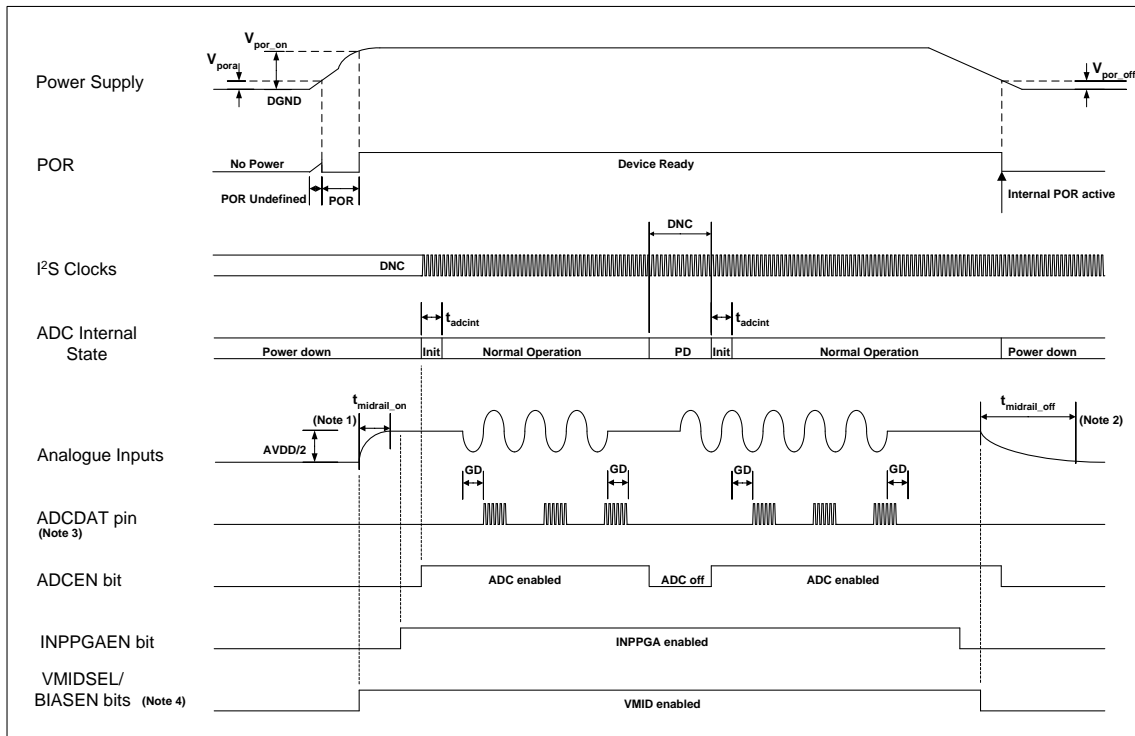 V_por_on
V_pora
Power Supply
DGND
V_por_off
POR
No Power
Device Ready
POR Undefined
POR
Internal POR active
DNC
I²S Clocks
DNC
t_adcint
t_adcint
ADC Internal
State
Power down
Init
Normal Operation
PD
Init
Normal Operation
Power down
t_midrail_on
(Note 1)
t_midrail_off
(Note 2)
AVDD/2
Analogue Inputs
GD
GD
GD
GD
ADCDAT pin
(Note 3)
ADCEN bit
ADC enabled
ADC off
ADC enabled
INPPGAEN bit
INPPGA enabled
VMIDSEL/
BIASEN bits (Note 4)
VMID enabled